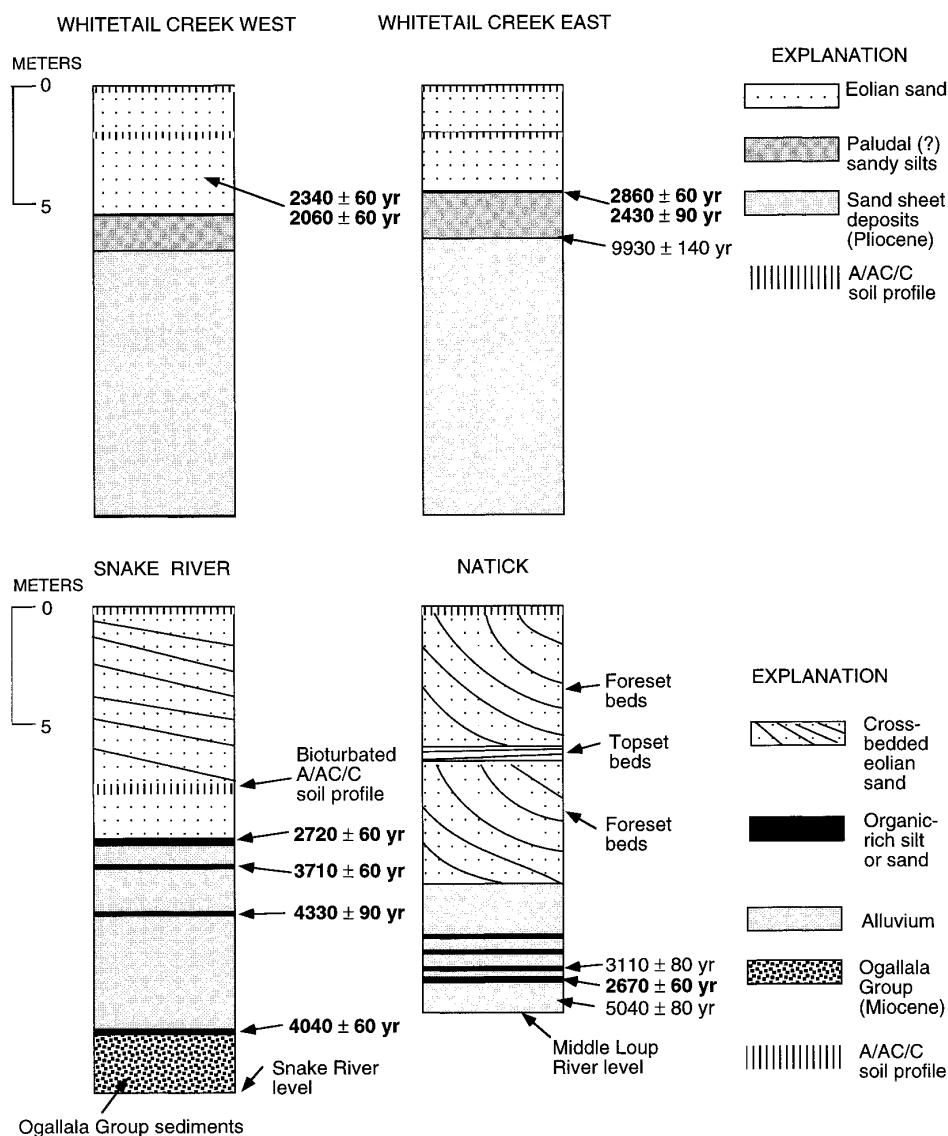 WHITETAIL CREEK WEST
WHITETAIL CREEK EAST
METERS
0
5
2340 ± 60 yr
2060 ± 60 yr
2860 ± 60 yr
2430 ± 90 yr
9930 ± 140 yr
EXPLANATION
Eolian sand
Paludal (?)
sandy silts
Sand sheet
deposits
(Pliocene)
A/AC/C
soil profile
SNAKE RIVER
NATICK
METERS
0
5
Bioturbated
A/AC/C
soil profile
2720 ± 60 yr
3710 ± 60 yr
4330 ± 90 yr
4040 ± 60 yr
Snake River
level
Ogallala Group sediments
Foreset
beds
Topset
beds
Foreset
beds
3110 ± 80 yr
2670 ± 60 yr
5040 ± 80 yr
Middle Loup
River level
EXPLANATION
Cross-
bedded
eolian
sand
Organic-
rich silt
or sand
Alluvium
Ogallala
Group
(Miocene)
A/AC/C
soil profile